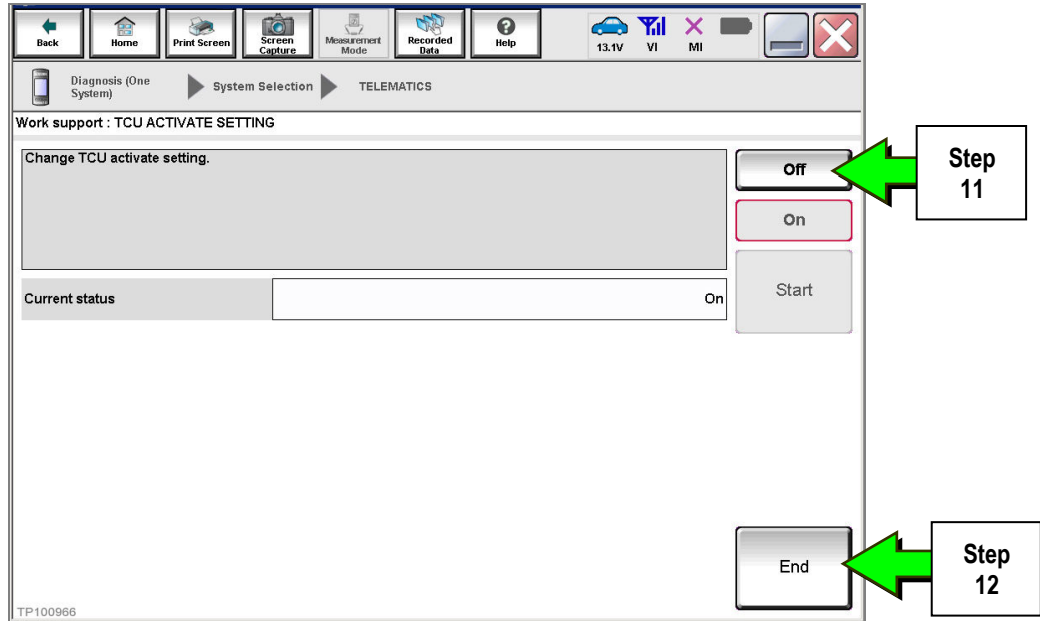 Back
Home
Print Screen
Screen
Capture
Measurement
Mode
Recorded
Data
Help
13.1V
VI
MI
Diagnosis (One
System)
System Selection
TELEMATICS
Work support : TCU ACTIVATE SETTING
Change TCU activate setting.
Off
Step
11
On
Current status
On
Start
End
Step
12
TP100966